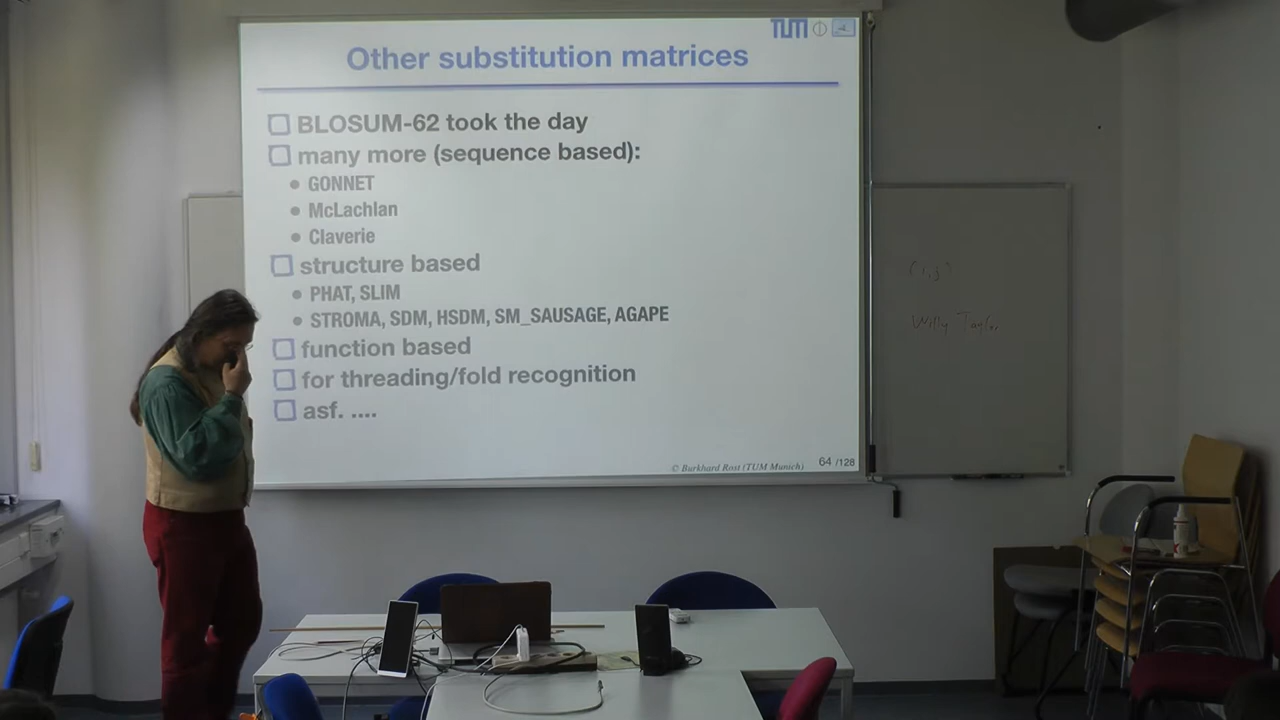 TUM
Other substitution matrices
BLOSUM-62 took the day
many more (sequence based):
GONNET
McLachlan
Claverie
structure based
PHAT, SLIM
STROMA, SDM, HSDM, SM_SAUSAGE, AGAPE
function based
for threading/fold recognition
asf. ....
© Burkhard Rost (TUM Munich)
64 /128
(i,j)
Willy Taylor